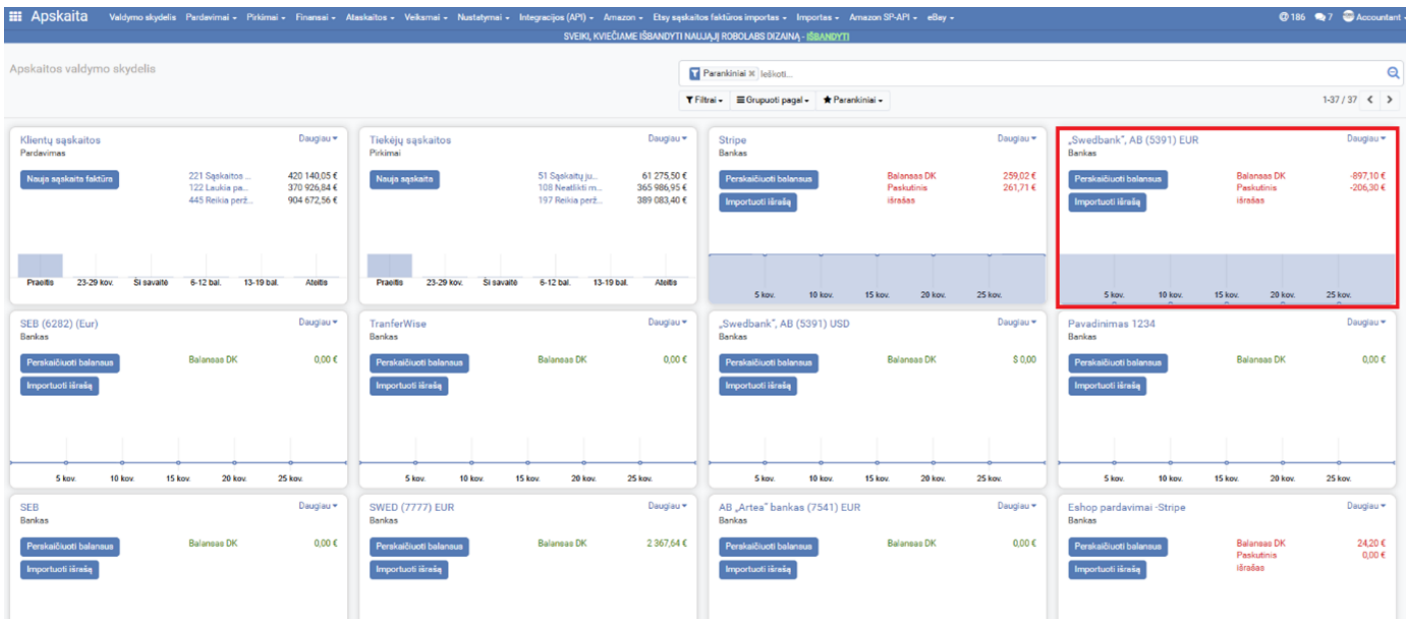 Apskaita Valdymo skydelis Pardavimai Pirkimai Finansai Ataskaitos Veiksmai Nustatymai Integracijos (API) Amazon Etsy sąskaitos faktūros importas Importas Amazon SP-API eBay 186 7 Accountant
SVEIKI, KVIEČIAME IŠBANDYTI NAUJĄJĮ ROBOLABS DIZAINĄ - IŠBANDYTI
Apskaitos valdymo skydelis
Parankiniai Ieškoti...
Filtrai Grupuoti pagal Parankiniai 1-37 / 37
Klientų sąskaitos Daugiau
Pardavimas
Nauja sąskaita faktūra 221 Sąskaitos ... 420 140,05 €
122 Laukia pa... 370 926,84 €
445 Reikia perž... 904 672,56 €
Praeitis 23-29 kov. Ši savaitė 6-12 bal. 13-19 bal. Ateitis
Tiekėjų sąskaitos Daugiau
Pirkimai
Nauja sąskaita 51 Sąskaitų ju... 61 275,50 €
108 Neatlikti m... 365 986,95 €
197 Reikia perž... 389 083,40 €
Praeitis 23-29 kov. Ši savaitė 6-12 bal. 13-19 bal. Ateitis
Stripe Daugiau
Bankas
Perskaičiuoti balansus Balansas DK 259,02 €
Importuoti išrašą Paskutinis išrašas 261,71 €
5 kov. 10 kov. 15 kov. 20 kov. 25 kov.
„Swedbank", AB (5391) EUR Daugiau
Bankas
Perskaičiuoti balansus Balansas DK -897,10 €
Importuoti išrašą Paskutinis išrašas -206,30 €
5 kov. 10 kov. 15 kov. 20 kov. 25 kov.
SEB (6282) (Eur) Daugiau
Bankas
Perskaičiuoti balansus Balansas DK 0,00 €
Importuoti išrašą
5 kov. 10 kov. 15 kov. 20 kov. 25 kov.
TranferWise Daugiau
Bankas
Perskaičiuoti balansus Balansas DK 0,00 €
Importuoti išrašą
5 kov. 10 kov. 15 kov. 20 kov. 25 kov.
„Swedbank", AB (5391) USD Daugiau
Bankas
Perskaičiuoti balansus Balansas DK $ 0,00
Importuoti išrašą
5 kov. 10 kov. 15 kov. 20 kov. 25 kov.
Pavadinimas 1234 Daugiau
Bankas
Perskaičiuoti balansus Balansas DK 0,00 €
Importuoti išrašą
5 kov. 10 kov. 15 kov. 20 kov. 25 kov.
SEB Daugiau
Bankas
Perskaičiuoti balansus Balansas DK 0,00 €
Importuoti išrašą
SWED (7777) EUR Daugiau
Bankas
Perskaičiuoti balansus Balansas DK 2 367,64 €
Importuoti išrašą
AB „Artea" bankas (7541) EUR Daugiau
Bankas
Perskaičiuoti balansus Balansas DK 0,00 €
Importuoti išrašą
Eshop pardavimai -Stripe Daugiau
Bankas
Perskaičiuoti balansus Balansas DK 24,20 €
Importuoti išrašą Paskutinis išrašas 0,00 €